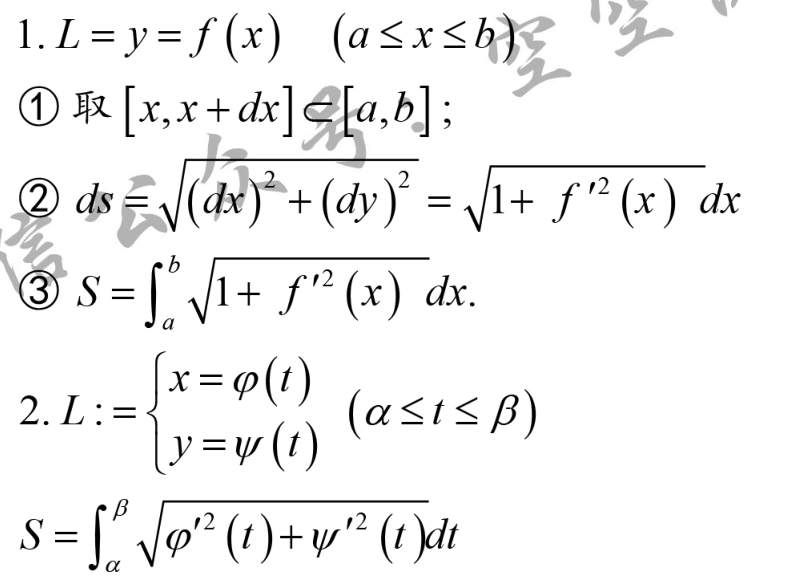 1. L = y = f(x) (a ≤ x ≤ b)
① 取 [x, x + dx] ⊂ [a, b] ;
② ds = √((dx)² + (dy)²) = √(1 + f′²(x)) dx
③ S = ∫ₐᵇ √(1 + f′²(x)) dx.
2. L := { x = φ(t)
y = ψ(t) (α ≤ t ≤ β)
S = ∫_α^β √(φ′²(t) + ψ′²(t)) dt